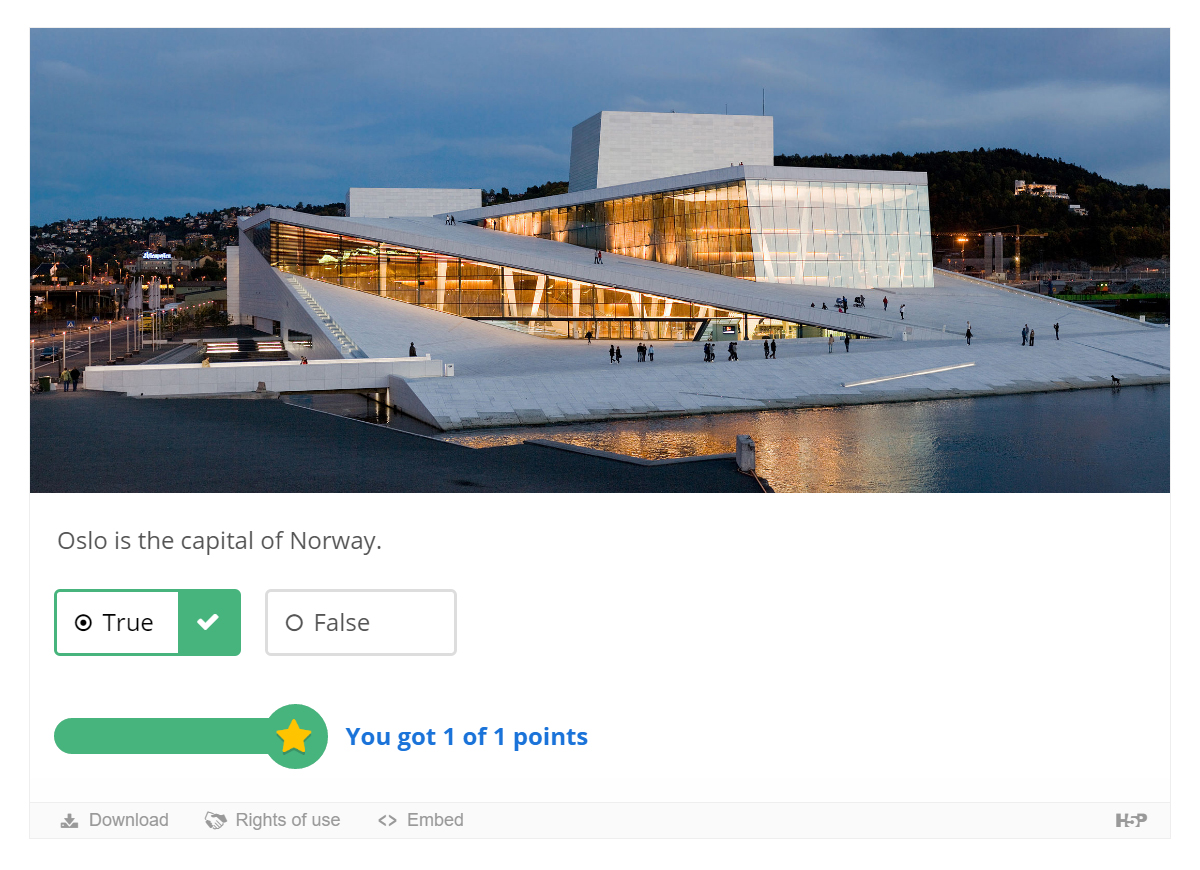 Oslo is the capital of Norway.
True
False
You got 1 of 1 points
Download Rights of use Embed H5P